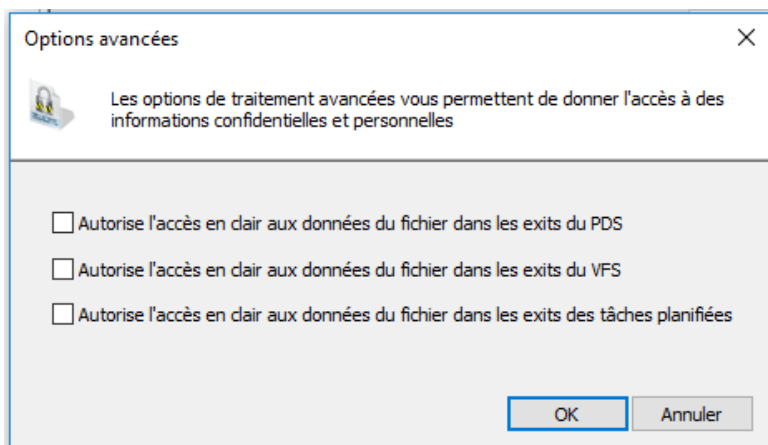 Options avancées
Les options de traitement avancées vous permettent de donner l'accès à des
informations confidentielles et personnelles
Autorise l'accès en clair aux données du fichier dans les exits du PDS
Autorise l'accès en clair aux données du fichier dans les exits du VFS
Autorise l'accès en clair aux données du fichier dans les exits des tâches planifiées
OK Annuler